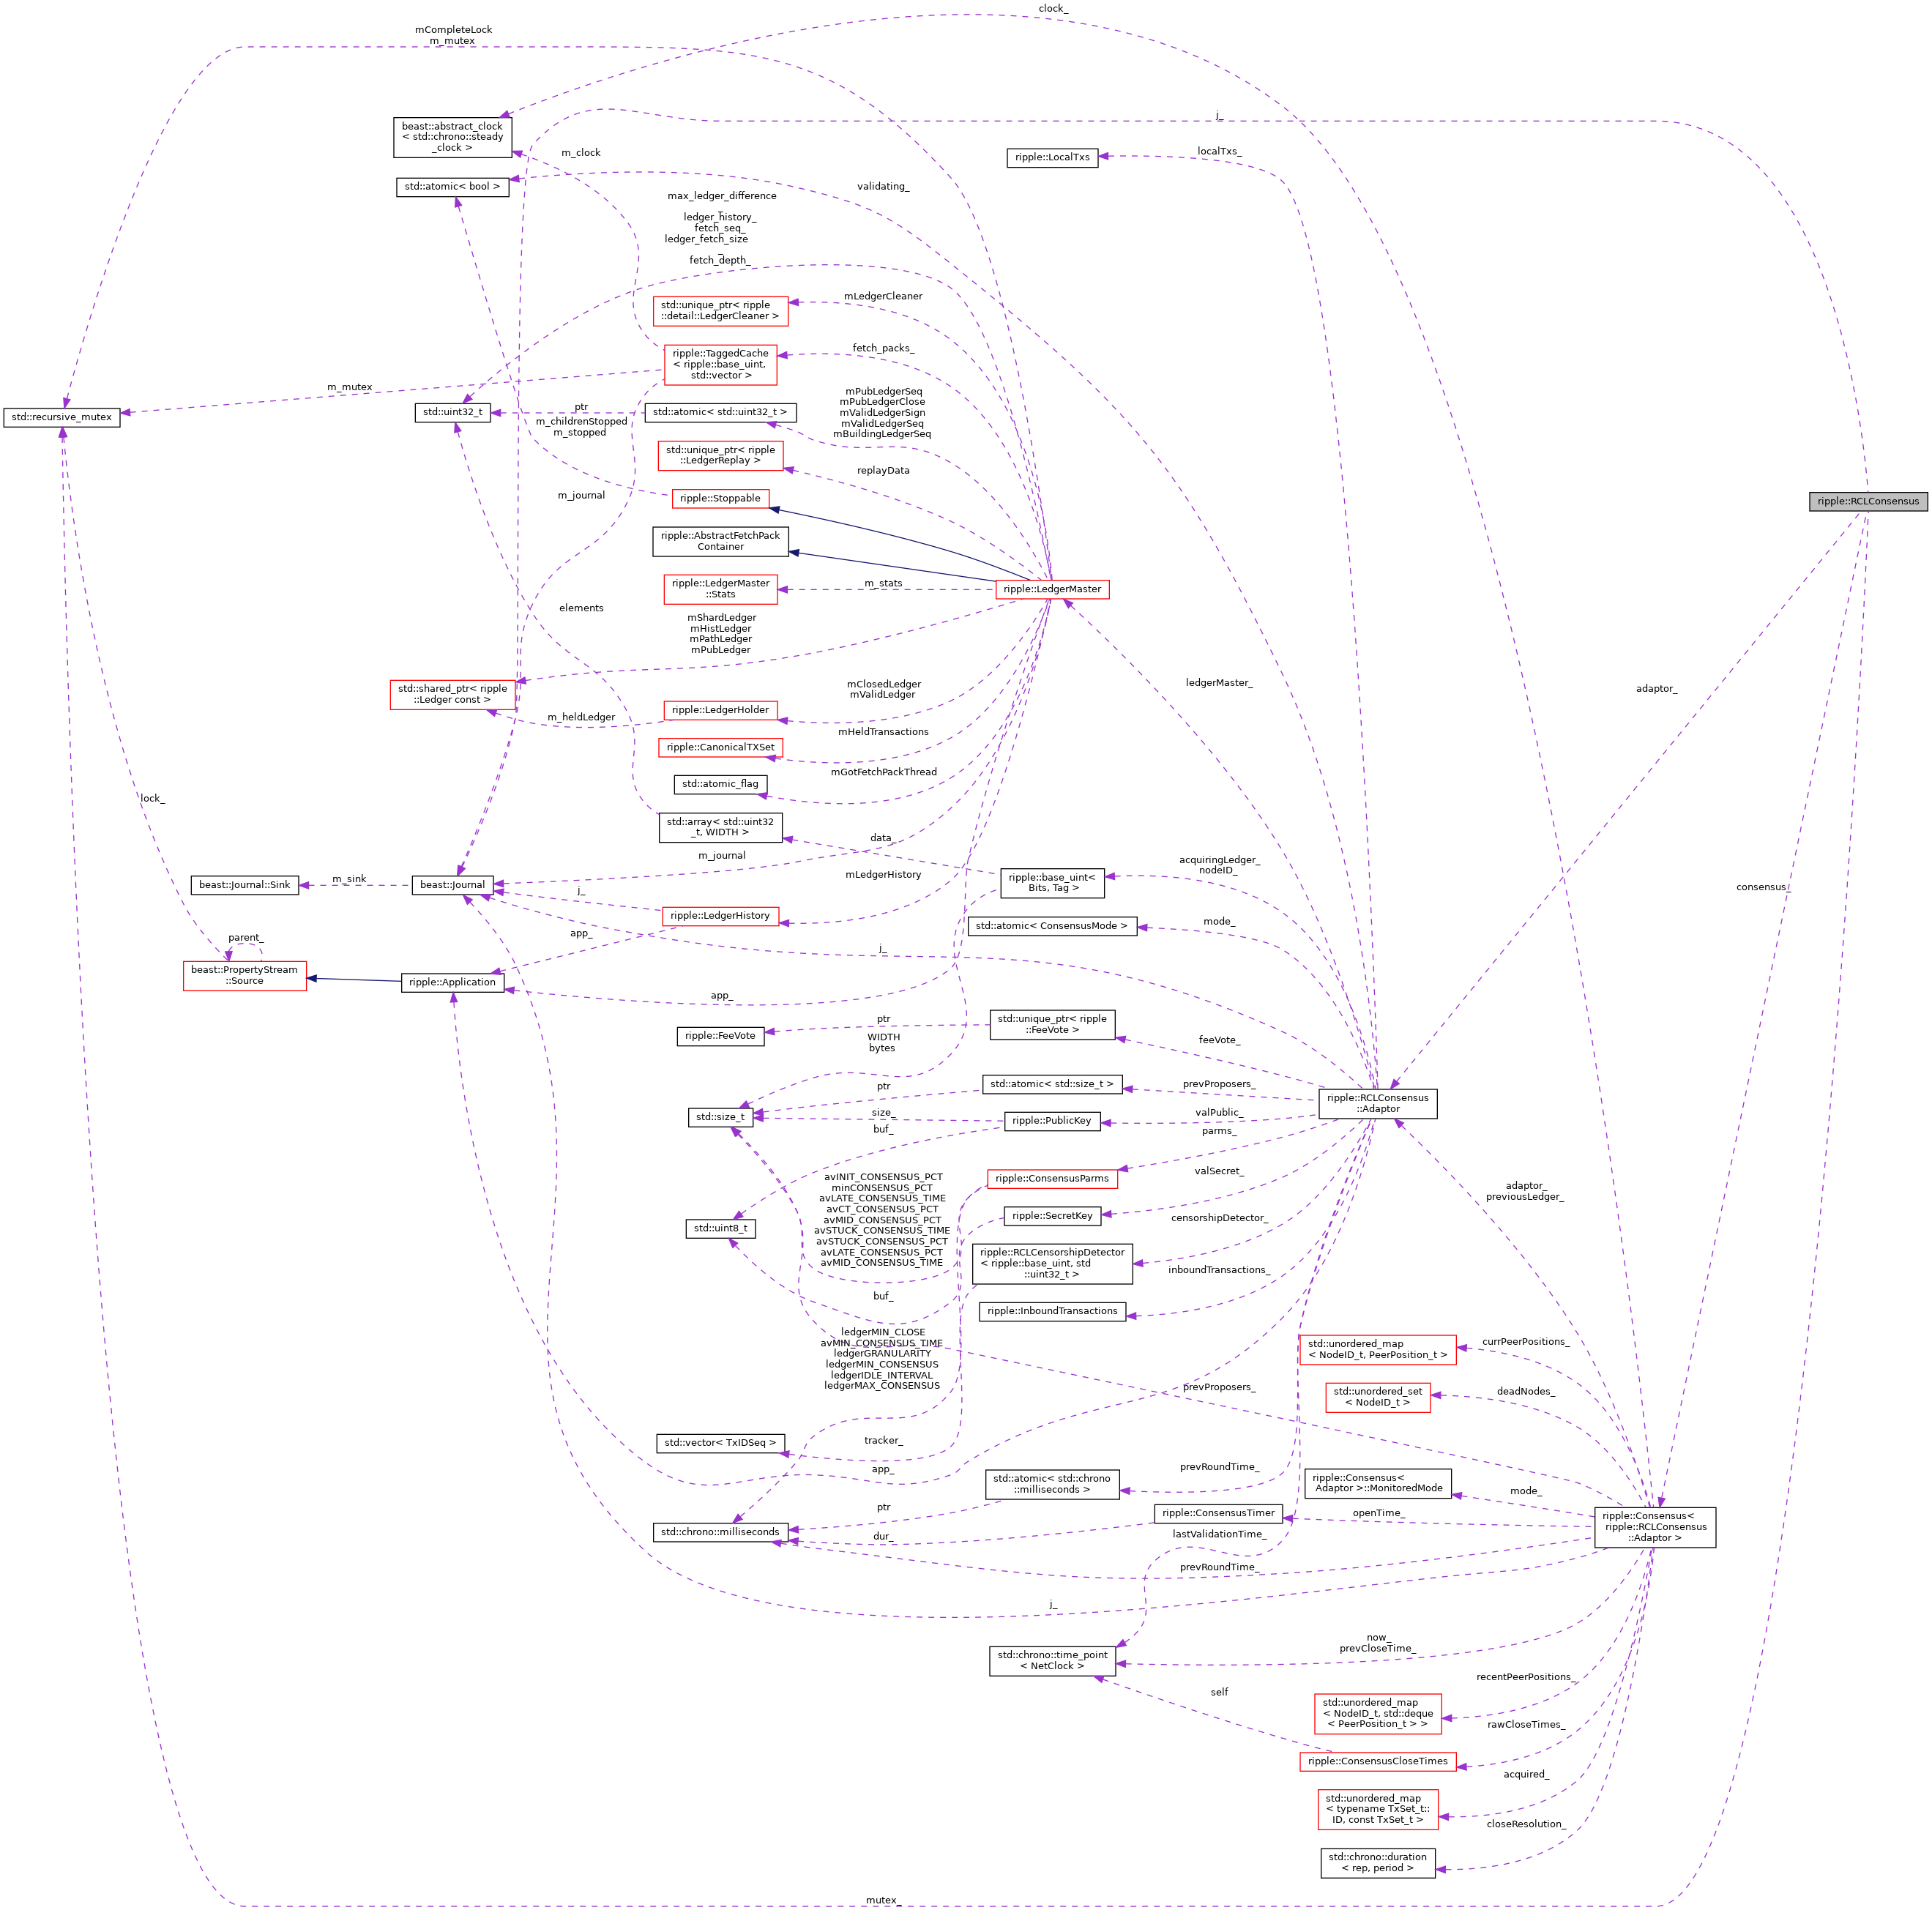 clock_
mCompleteLock
m_mutex
j_
beast::abstract_clock
< std::chrono::steady
_clock >
m_clock
localTxs_
ripple::LocalTxs
std::atomic< bool >
validating_
max_ledger_difference
_
ledger_history_
fetch_seq_
ledger_fetch_size
_
fetch_depth_
mLedgerCleaner
std::unique_ptr< ripple
::detail::LedgerCleaner >
fetch_packs_
ripple::TaggedCache
< ripple::base_uint,
std::vector >
m_mutex
std::recursive_mutex
std::uint32_t
ptr
std::atomic< std::uint32_t >
mPubLedgerSeq
mPubLedgerClose
mValidLedgerSign
mValidLedgerSeq
mBuildingLedgerSeq
m_childrenStopped
m_stopped
std::unique_ptr< ripple
::LedgerReplay >
replayData
m_journal
ripple::Stoppable
ripple::RCLConsensus
ripple::AbstractFetchPack
Container
ripple::LedgerMaster
::Stats
m_stats
ripple::LedgerMaster
elements
mShardLedger
mHistLedger
mPathLedger
mPubLedger
std::shared_ptr< ripple
::Ledger const >
mClosedLedger
mValidLedger
ledgerMaster_
adaptor_
m_heldLedger
ripple::LedgerHolder
mHeldTransactions
ripple::CanonicalTXSet
mGotFetchPackThread
std::atomic_flag
lock_
std::array< std::uint32
_t, WIDTH >
data_
m_journal
acquiringLedger_
nodeID_
mLedgerHistory
ripple::base_uint<
Bits, Tag >
consensus_
beast::Journal::Sink
m_sink
beast::Journal
j_
ripple::LedgerHistory
mode_
std::atomic< ConsensusMode >
app_
parent_
j_
beast::PropertyStream
::Source
ripple::Application
app_
ptr
std::unique_ptr< ripple
::FeeVote >
ripple::FeeVote
WIDTH
bytes
feeVote_
ptr
std::atomic< std::size_t >
prevProposers_
ripple::RCLConsensus
::Adaptor
std::size_t
size_
ripple::PublicKey
valPublic_
buf_
parms_
avINIT_CONSENSUS_PCT
minCONSENSUS_PCT
avLATE_CONSENSUS_TIME
avCT_CONSENSUS_PCT
avMID_CONSENSUS_PCT
avSTUCK_CONSENSUS_TIME
avSTUCK_CONSENSUS_PCT
avLATE_CONSENSUS_PCT
avMID_CONSENSUS_TIME
ripple::ConsensusParms
valSecret_
adaptor_
previousLedger_
ripple::SecretKey
censorshipDetector_
std::uint8_t
ripple::RCLCensorshipDetector
< ripple::base_uint, std
::uint32_t >
inboundTransactions_
buf_
ripple::InboundTransactions
ledgerMIN_CLOSE
avMIN_CONSENSUS_TIME
ledgerGRANULARITY
ledgerMIN_CONSENSUS
ledgerIDLE_INTERVAL
ledgerMAX_CONSENSUS
std::unordered_map
< NodeID_t, PeerPosition_t >
currPeerPositions_
prevProposers_
std::unordered_set
< NodeID_t >
deadNodes_
std::vector< TxIDSeq >
tracker_
app_
prevRoundTime_
std::atomic< std::chrono
::milliseconds >
ripple::Consensus<
Adaptor >::MonitoredMode
mode_
ptr
ripple::ConsensusTimer
openTime_
ripple::Consensus<
ripple::RCLConsensus
::Adaptor >
std::chrono::milliseconds
dur_
lastValidationTime_
prevRoundTime_
j_
now_
prevCloseTime_
std::chrono::time_point
< NetClock >
recentPeerPositions_
self
std::unordered_map
< NodeID_t, std::deque
< PeerPosition_t > >
rawCloseTimes_
ripple::ConsensusCloseTimes
acquired_
std::unordered_map
< typename TxSet_t::
ID, const TxSet_t >
closeResolution_
std::chrono::duration
< rep, period >
mutex_